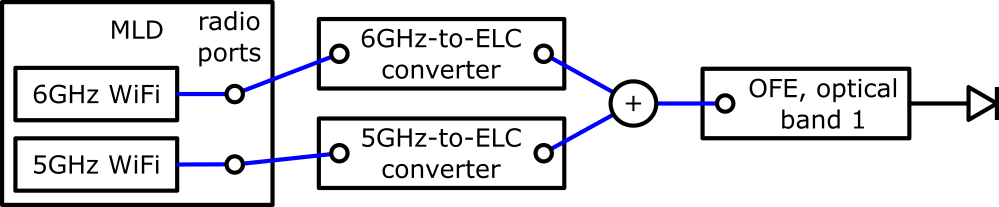 MLD
radio
ports
6GHz WiFi
5GHz WiFi
6GHz-to-ELC
converter
5GHz-to-ELC
converter
+
OFE, optical
band 1